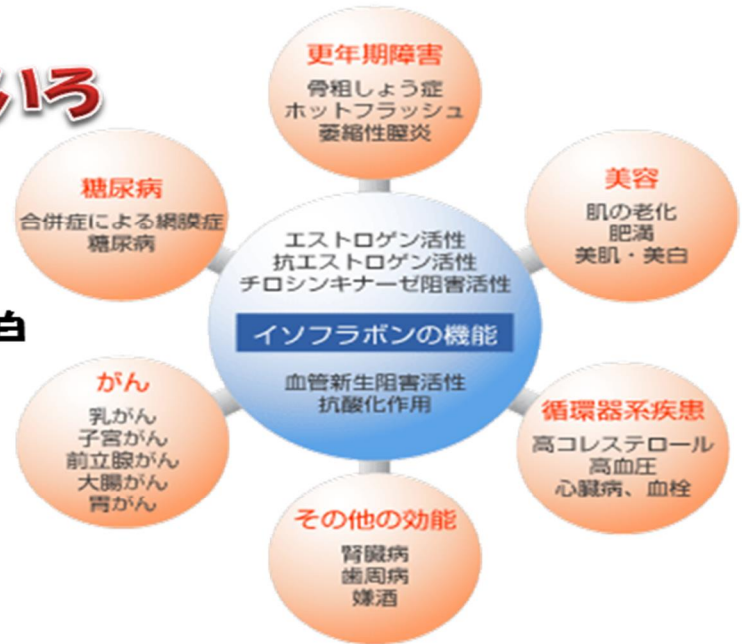 いろ
白
更年期障害
骨粗しょう症
ホットフラッシュ
萎縮性膣炎
糖尿病
合併症による網膜症
糖尿病
美容
肌の老化
肥満
美肌・美白
エストロゲン活性
抗エストロゲン活性
チロシンキナーゼ阻害活性
イソフラボンの機能
血管新生阻害活性
抗酸化作用
がん
乳がん
子宮がん
前立腺がん
大腸がん
胃がん
循環器系疾患
高コレステロール
高血圧
心臓病、血栓
その他の効能
腎臓病
歯周病
嫌酒